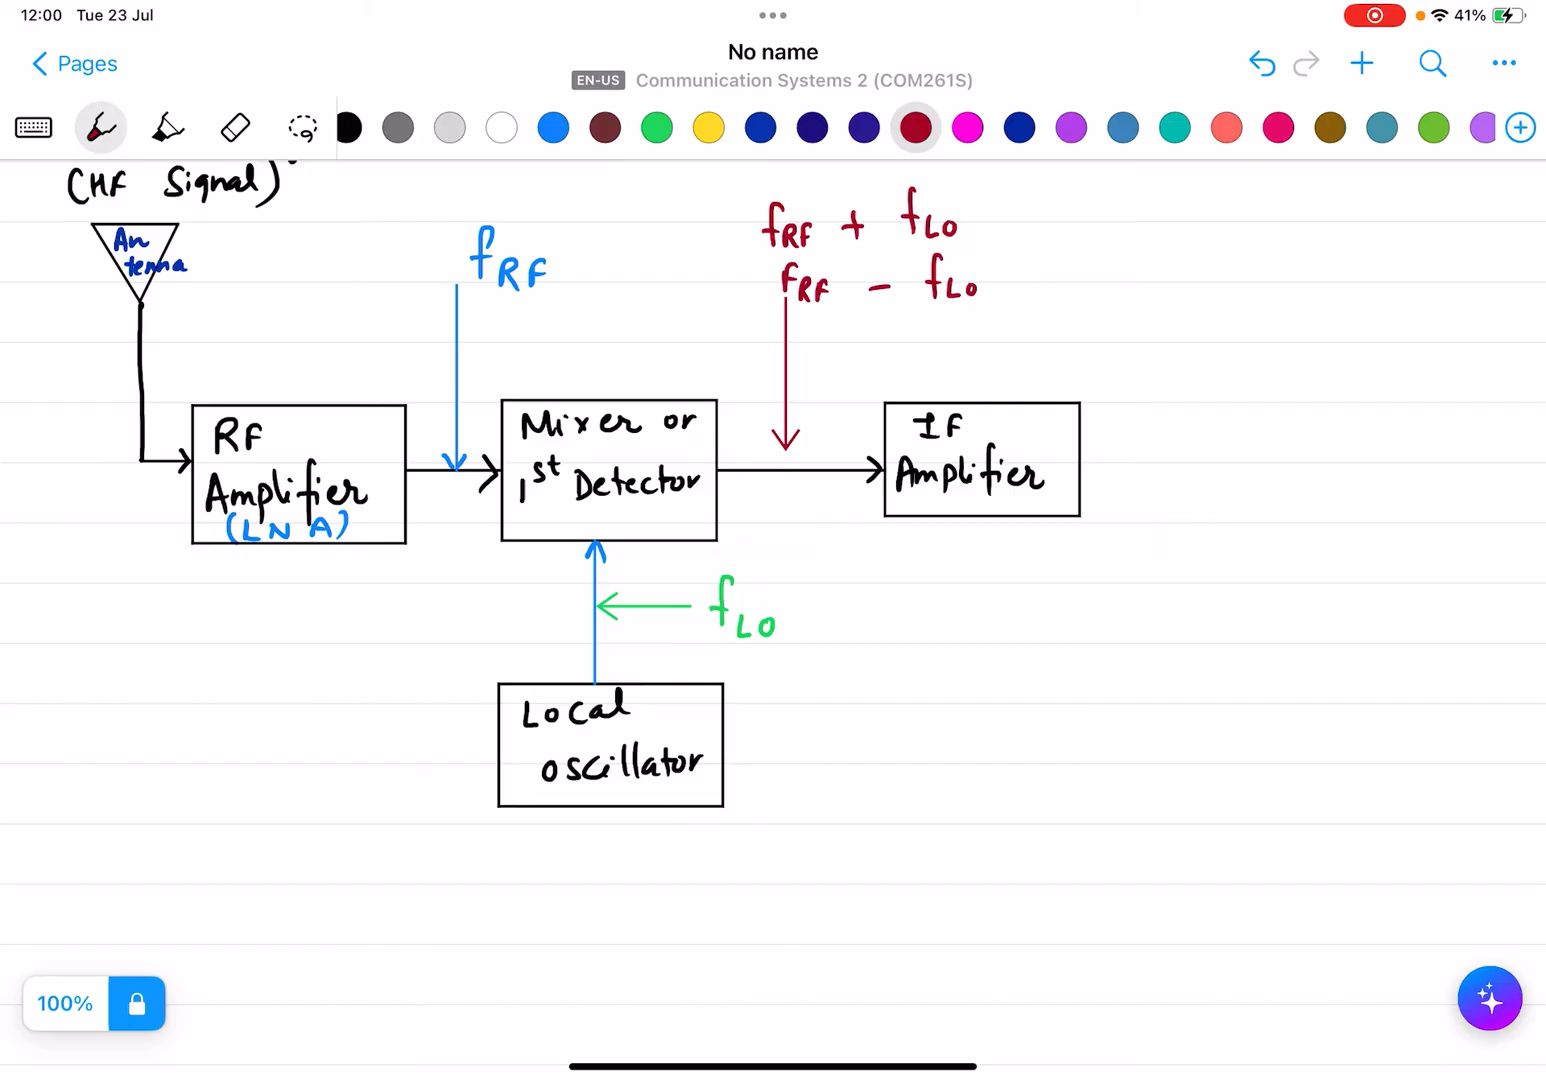 12:00 Tue 23 Jul
41%
Pages
No name
EN-US Communication Systems 2 (COM261S)
(HF Signal)
An
tenna
fRF
fRF + fLO
fRF - fLO
RF
Amplifier
(LNA)
Mixer or
1st Detector
IF
Amplifier
fLO
Local
oscillator
100%